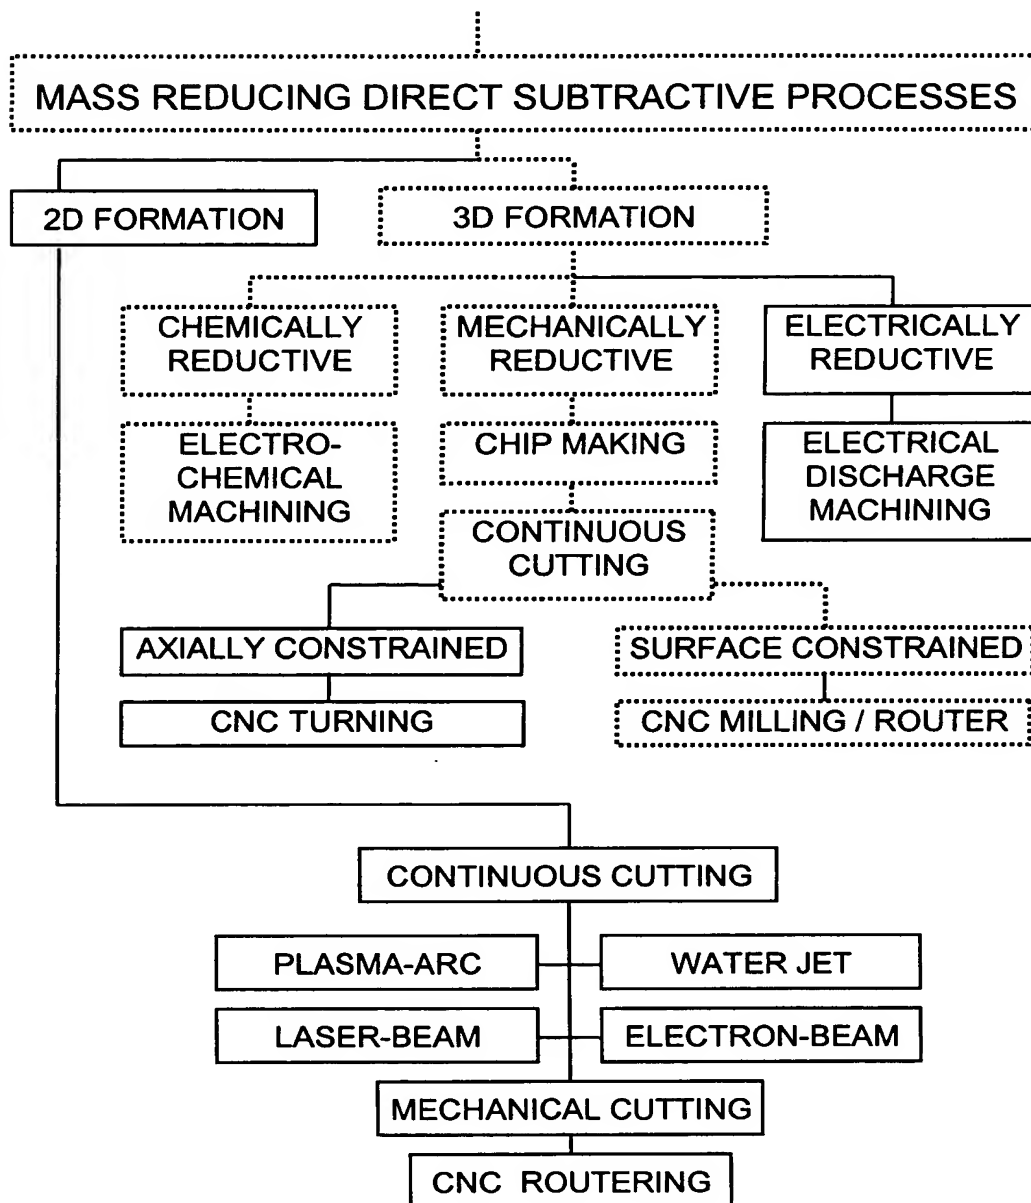 MASS REDUCING DIRECT SUBTRACTIVE PROCESSES
2D FORMATION
3D FORMATION
CHEMICALLY
REDUCTIVE
MECHANICALLY
REDUCTIVE
ELECTRICALLY
REDUCTIVE
ELECTRO-
CHEMICAL
MACHINING
CHIP MAKING
ELECTRICAL
DISCHARGE
MACHINING
CONTINUOUS
CUTTING
AXIALLY CONSTRAINED
SURFACE CONSTRAINED
CNC TURNING
CNC MILLING / ROUTER
CONTINUOUS CUTTING
PLASMA-ARC
WATER JET
LASER-BEAM
ELECTRON-BEAM
MECHANICAL CUTTING
CNC ROUTERING